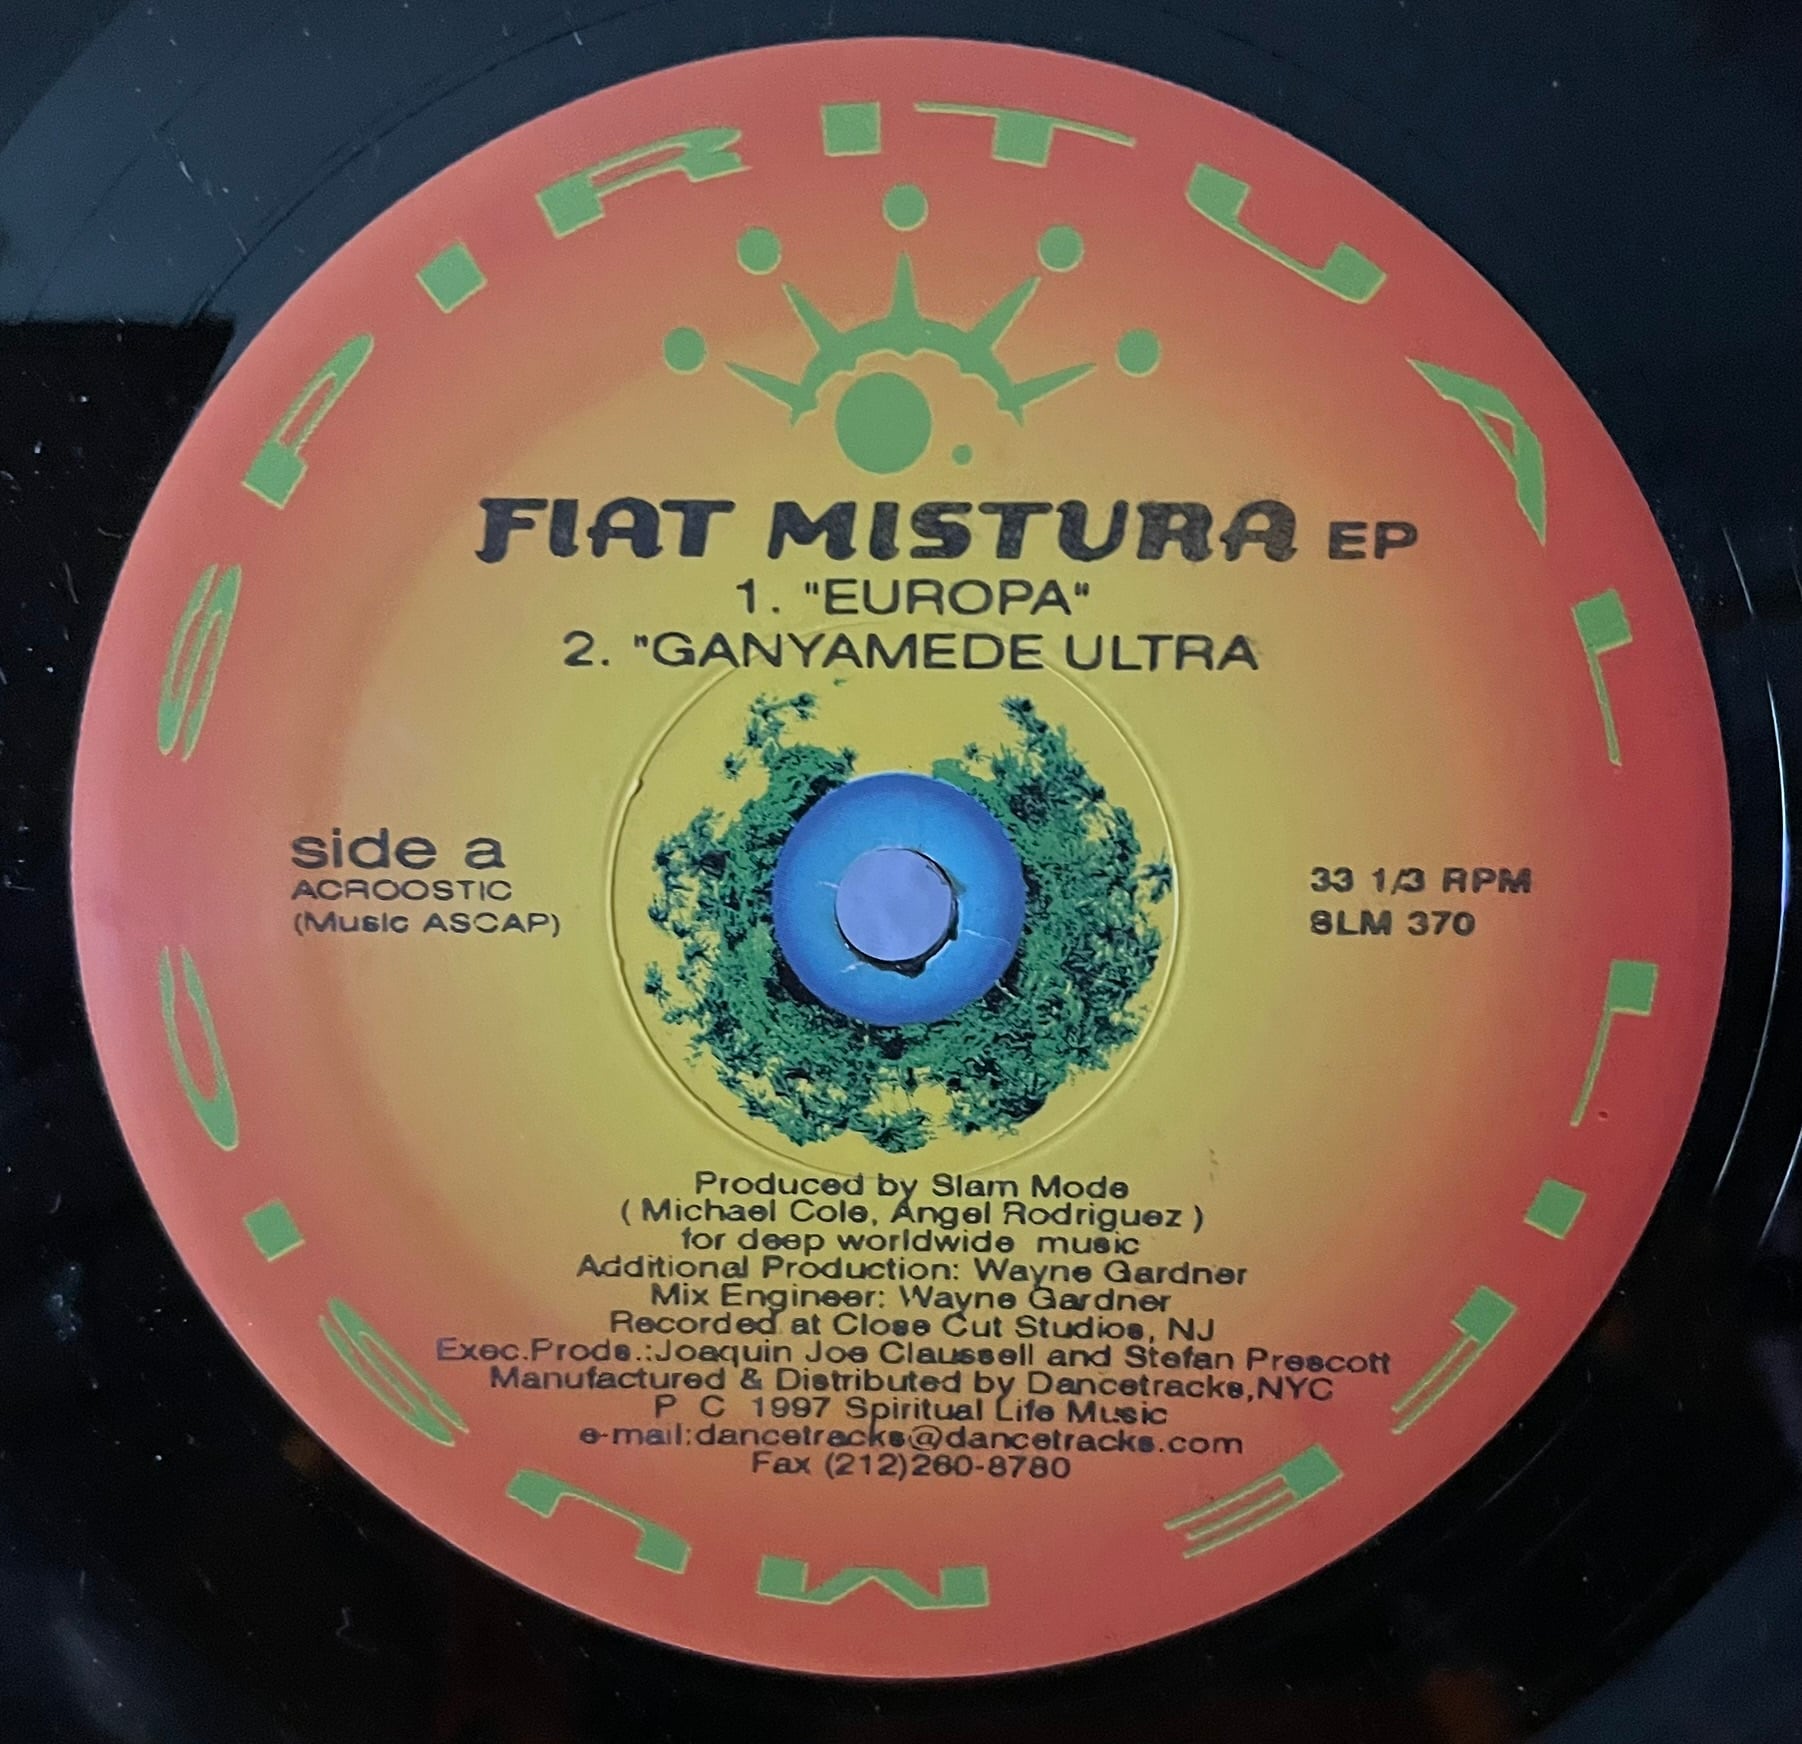 SPIRITUAL LIFE MUSIC
FIAT MISTURA EP
1. "EUROPA"
2. "GANYAMEDE ULTRA
side a
ACROOSTIC
(Music ASCAP)
33 1/3 RPM
SLM 370
Produced by Slam Mode
( Michael Cole, Angel Rodriguez )
for deep worldwide music
Additional Production: Wayne Gardner
Mix Engineer: Wayne Gardner
Recorded at Close Cut Studios, NJ
Exec.Prods.:Joaquin Joe Claussell and Stefan Prescott
Manufactured & Distributed by Dancetracks,NYC
P C 1997 Spiritual Life Music
e-mail:dancetracks@dancetracks.com
Fax (212)260-8780